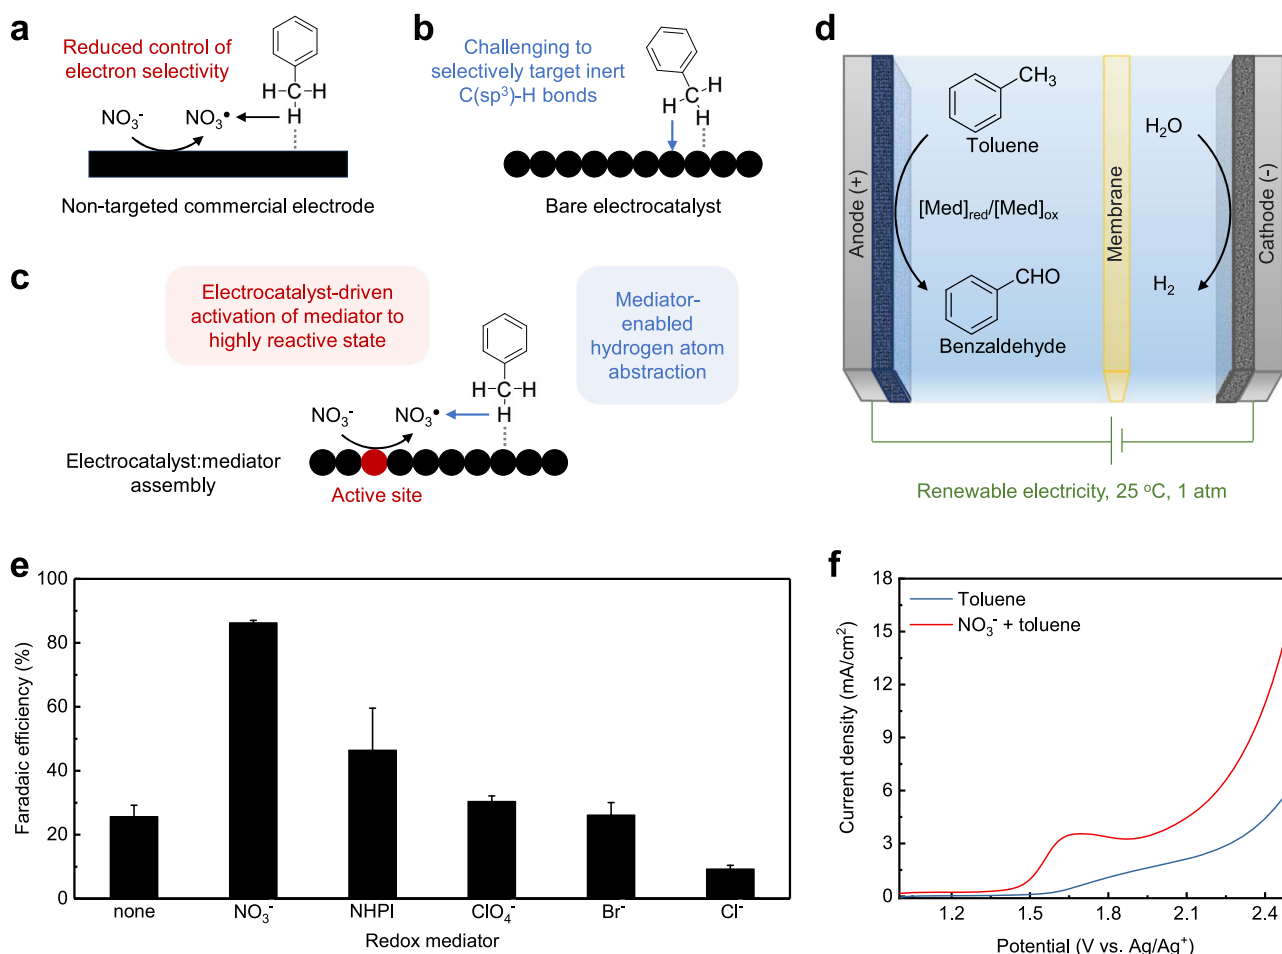 a
Reduced control of
electron selectivity
H–C–H
H
NO₃⁻
NO₃•
Non-targeted commercial electrode
b
Challenging to
selectively target inert
C(sp³)-H bonds
H
C
H
H
Bare electrocatalyst
c
Electrocatalyst-driven
activation of mediator to
highly reactive state
Mediator-
enabled
hydrogen atom
abstraction
H–C–H
H
NO₃⁻
NO₃•
Electrocatalyst:mediator
assembly
Active site
d
Anode (+)
CH₃
Toluene
[Med]red/[Med]ox
CHO
Benzaldehyde
Membrane
H₂O
H₂
Cathode (-)
Renewable electricity, 25 °C, 1 atm
e
Faradaic efficiency (%)
100
80
60
40
20
0
none
NO₃⁻
NHPI
ClO₄⁻
Br⁻
Cl⁻
Redox mediator
f
Current density (mA/cm²)
18
15
12
9
6
3
0
Toluene
NO₃⁻ + toluene
1.2
1.5
1.8
2.1
2.4
Potential (V vs. Ag/Ag⁺)